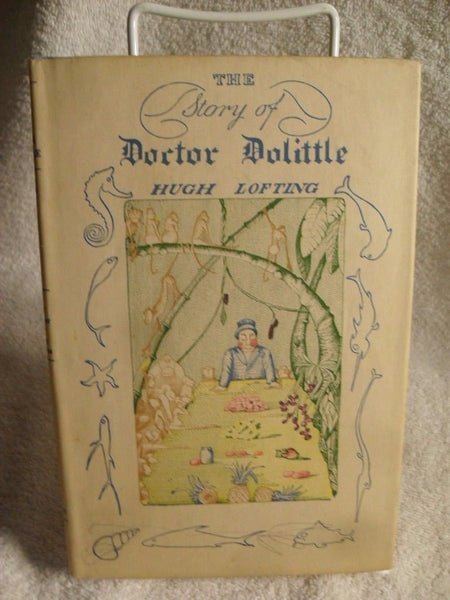 THE
Story of
Doctor Dolittle
HUGH LOFTING